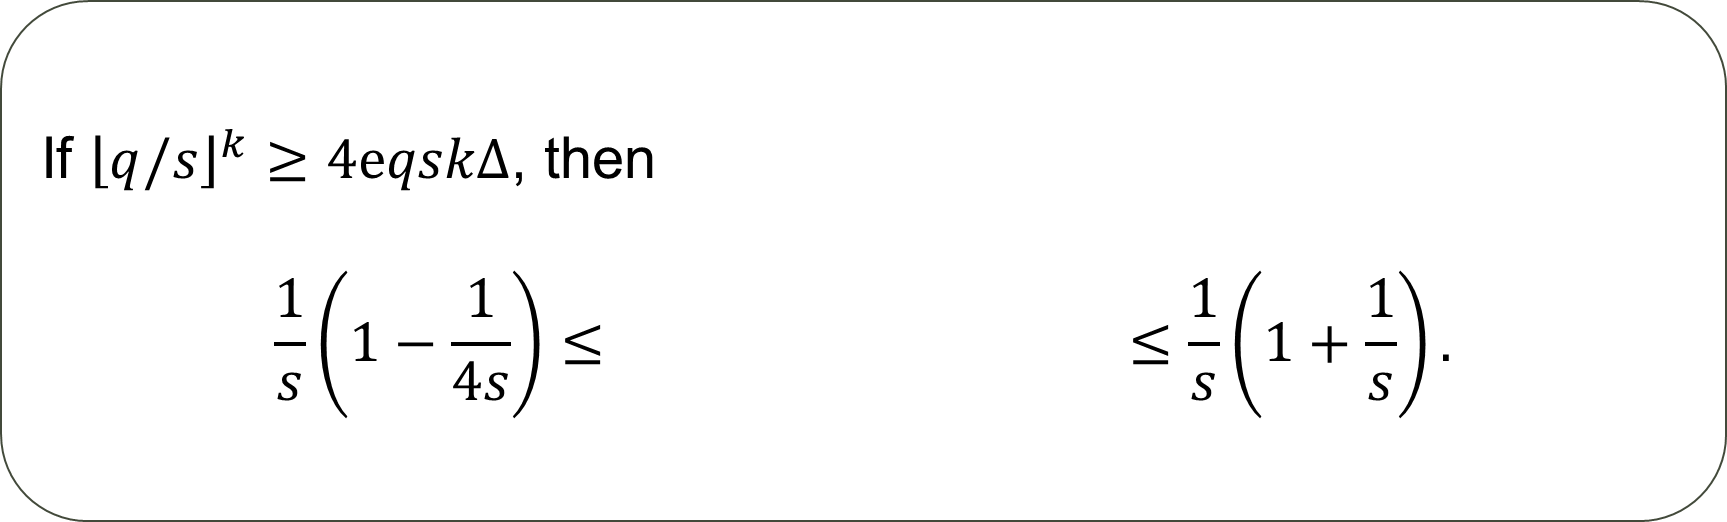 If ⌊q/s⌋^k ≥ 4eqskΔ, then
1/s (1 − 1/(4s)) ≤ ≤ 1/s (1 + 1/s).